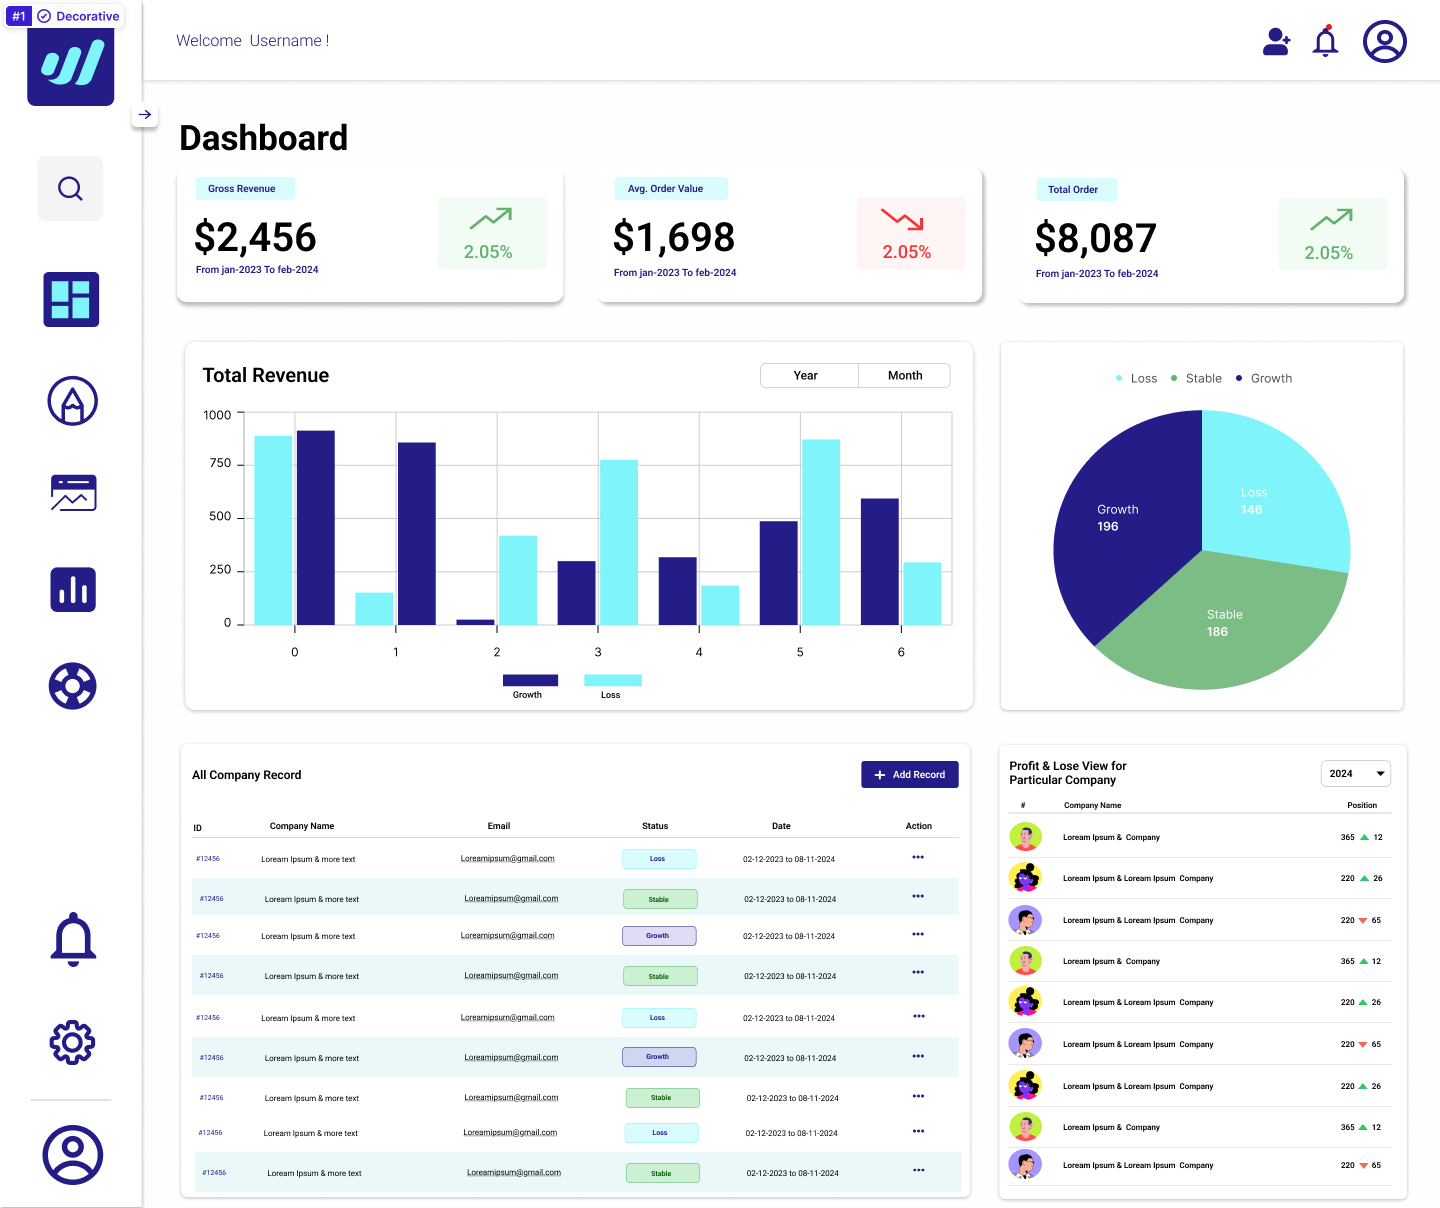 #1 Decorative
Welcome Username !
Dashboard
Gross Revenue
$2,456
From jan-2023 To feb-2024
2.05%
Avg. Order Value
$1,698
From jan-2023 To feb-2024
2.05%
Total Order
$8,087
From jan-2023 To feb-2024
2.05%
Total Revenue
Year Month
1000
750
500
250
0
0 1 2 3 4 5 6
Growth Loss
Loss Stable Growth
Loss
146
Growth
196
Stable
186
All Company Record
+ Add Record
ID Company Name Email Status Date Action
#12456 Loream Ipsum & more text Loreamipsum@gmail.com Loss 02-12-2023 to 08-11-2024
#12456 Loream Ipsum & more text Loreamipsum@gmail.com Stable 02-12-2023 to 08-11-2024
#12456 Loream Ipsum & more text Loreamipsum@gmail.com Growth 02-12-2023 to 08-11-2024
#12456 Loream Ipsum & more text Loreamipsum@gmail.com Stable 02-12-2023 to 08-11-2024
#12456 Loream Ipsum & more text Loreamipsum@gmail.com Loss 02-12-2023 to 08-11-2024
#12456 Loream Ipsum & more text Loreamipsum@gmail.com Growth 02-12-2023 to 08-11-2024
#12456 Loream Ipsum & more text Loreamipsum@gmail.com Stable 02-12-2023 to 08-11-2024
#12456 Loream Ipsum & more text Loreamipsum@gmail.com Loss 02-12-2023 to 08-11-2024
#12456 Loream Ipsum & more text Loreamipsum@gmail.com Stable 02-12-2023 to 08-11-2024
Profit & Lose View for
Particular Company
2024
# Company Name Position
Loream Ipsum & Company 365 12
Loream Ipsum & Loream Ipsum Company 220 26
Loream Ipsum & Loream Ipsum Company 220 65
Loream Ipsum & Company 365 12
Loream Ipsum & Loream Ipsum Company 220 26
Loream Ipsum & Loream Ipsum Company 220 65
Loream Ipsum & Loream Ipsum Company 220 26
Loream Ipsum & Company 365 12
Loream Ipsum & Loream Ipsum Company 220 65